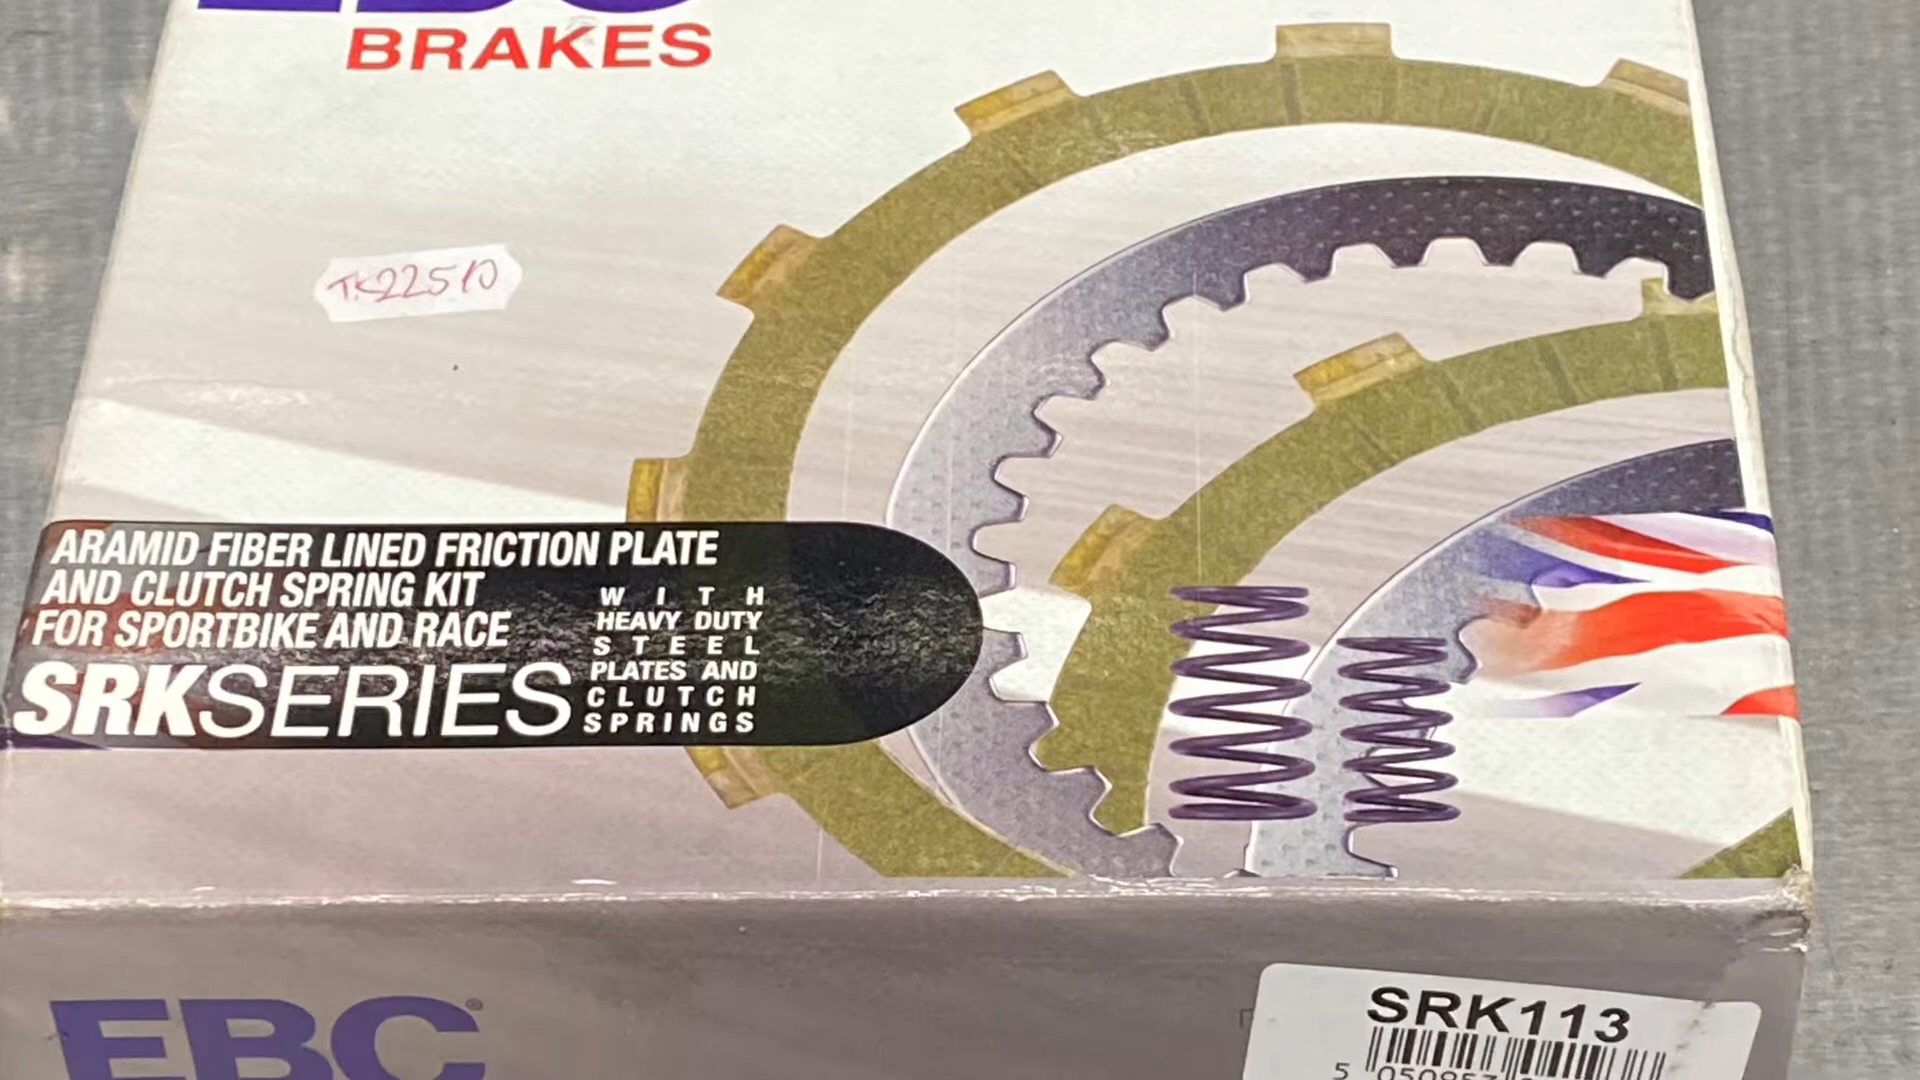 EBC
BRAKES
ARAMID FIBER LINED FRICTION PLATE
AND CLUTCH SPRING KIT
FOR SPORTBIKE AND RACE
SRKSERIES
WITH
HEAVY DUTY
STEEL
PLATES AND
CLUTCH
SPRINGS
EBC®
SRK113